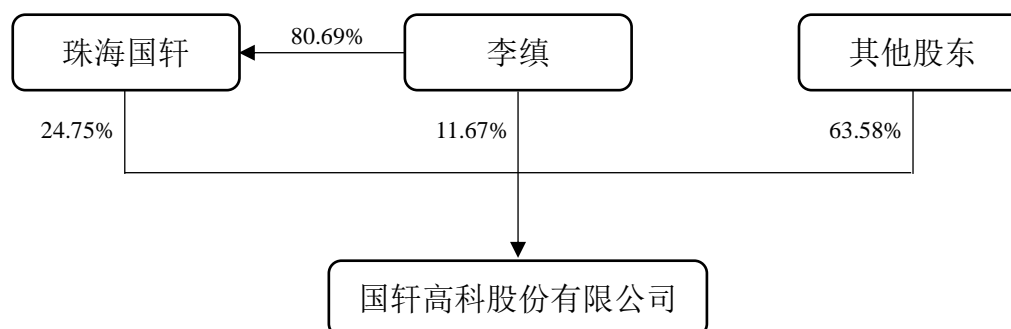 珠海国轩
80.69%
李缜
其他股东
24.75%
11.67%
63.58%
国轩高科股份有限公司